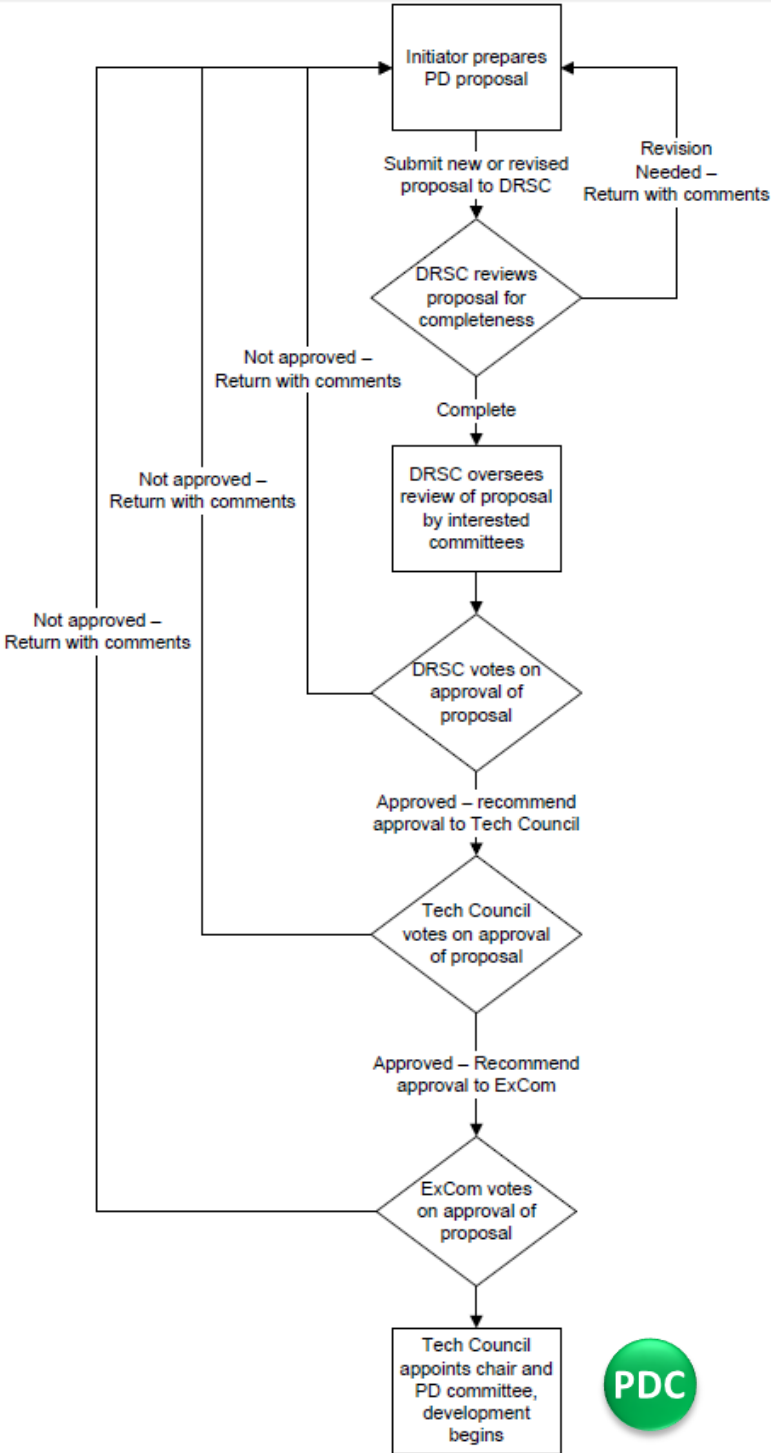 Initiator prepares
PD proposal
Submit new or revised
proposal to DRSC
Revision
Needed –
Return with comments
DRSC reviews
proposal for
completeness
Not approved –
Return with comments
Complete
DRSC oversees
review of proposal
by interested
committees
Not approved –
Return with comments
Not approved –
Return with comments
DRSC votes on
approval of
proposal
Approved – recommend
approval to Tech Council
Tech Council
votes on approval
of proposal
Approved – Recommend
approval to ExCom
ExCom votes
on approval of
proposal
Tech Council
appoints chair and
PD committee,
development
begins
PDC